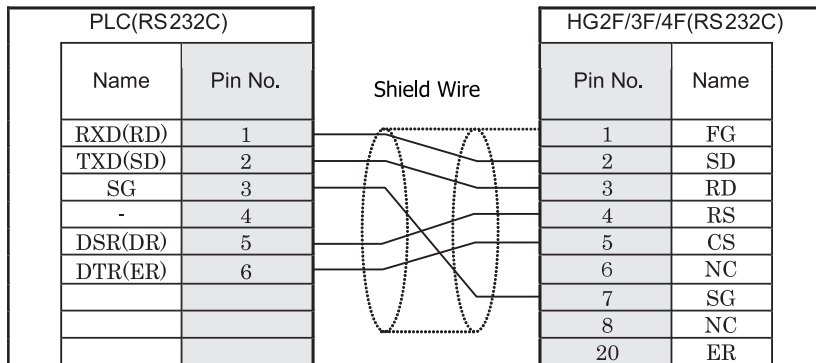 PLC(RS232C) HG2F/3F/4F(RS232C)
Name Pin No. Shield Wire Pin No. Name
RXD(RD) 1 1 FG
TXD(SD) 2 2 SD
SG 3 3 RD
- 4 4 RS
DSR(DR) 5 5 CS
DTR(ER) 6 6 NC
7 SG
8 NC
20 ER